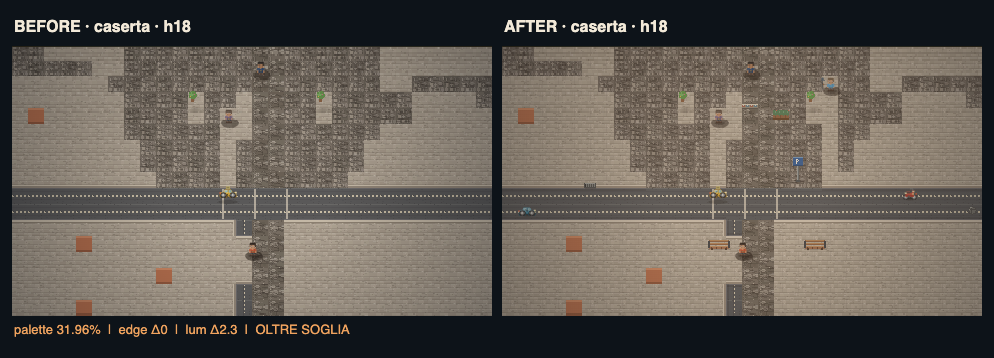 BEFORE · caserta · h18
AFTER · caserta · h18
P
palette 31.96% | edge Δ0 | lum Δ2.3 | OLTRE SOGLIA